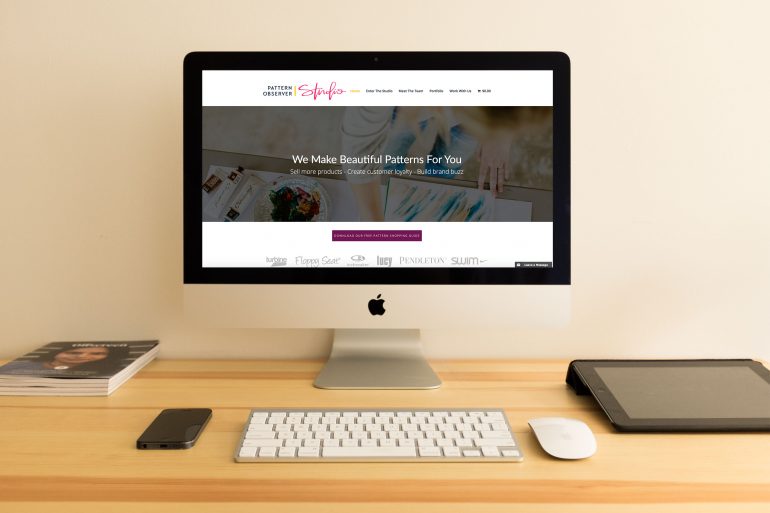 PATTERN
OBSERVER
Studio
Home Enter The Studio Meet The Team Portfolio Work With Us $0.00
We Make Beautiful Patterns For You
Sell more products - Create customer loyalty - Build brand buzz
DOWNLOAD OUR FREE PATTERN SHOPPING GUIDE
turbine Floppy Seat lucy PENDLETON SWIM
Leave a Message
Offscreen